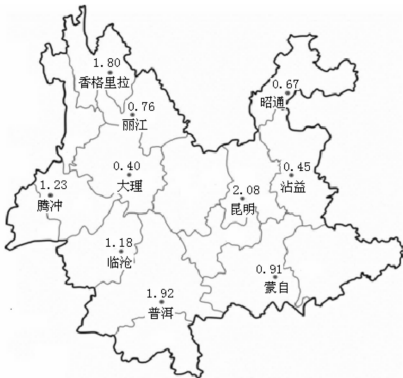 1.80
香格里拉
0.67
昭通
0.76
丽江
0.40
大理
0.45
沾益
1.23
腾冲
2.08
昆明
1.18
临沧
0.91
蒙自
1.92
普洱